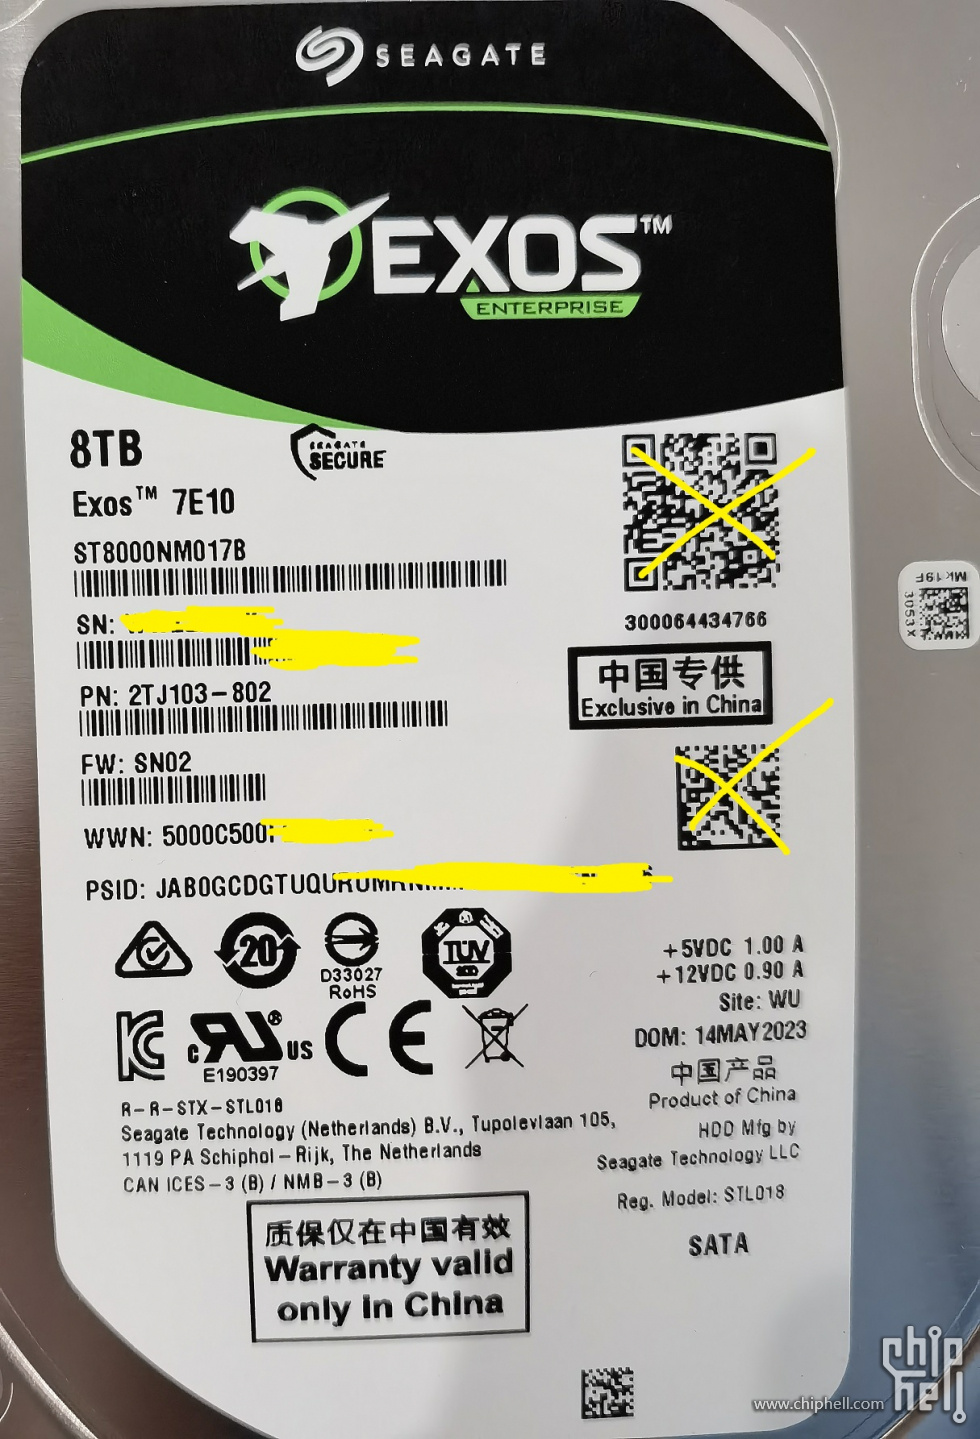 SEAGATE
EXOS™
ENTERPRISE
8TB
SEAGATE
SECURE
Exos™ 7E10
ST8000NM017B
SN:
300064434766
中国专供
Exclusive in China
PN: 2TJ103-802
FW: SN02
WWN: 5000C500
PSID: JAB0GCDGTUQURUM
MK19F
3053X
20
D33027
RoHS
TÜV
SÜD
+5VDC 1.00 A
+12VDC 0.90 A
Site: WU
DOM: 14MAY2023
c RU ® US
E190397
CE
中国产品
Product of China
HDD Mfg by
Seagate Technology LLC
Reg. Model: STL018
SATA
R-R-STX-STL018
Seagate Technology (Netherlands) B.V., Tupolevlaan 105,
1119 PA Schiphol-Rijk, The Netherlands
CAN ICES-3 (B) / NMB-3 (B)
质保仅在中国有效
Warranty valid
only in China
chip
hell
www.chiphell.com